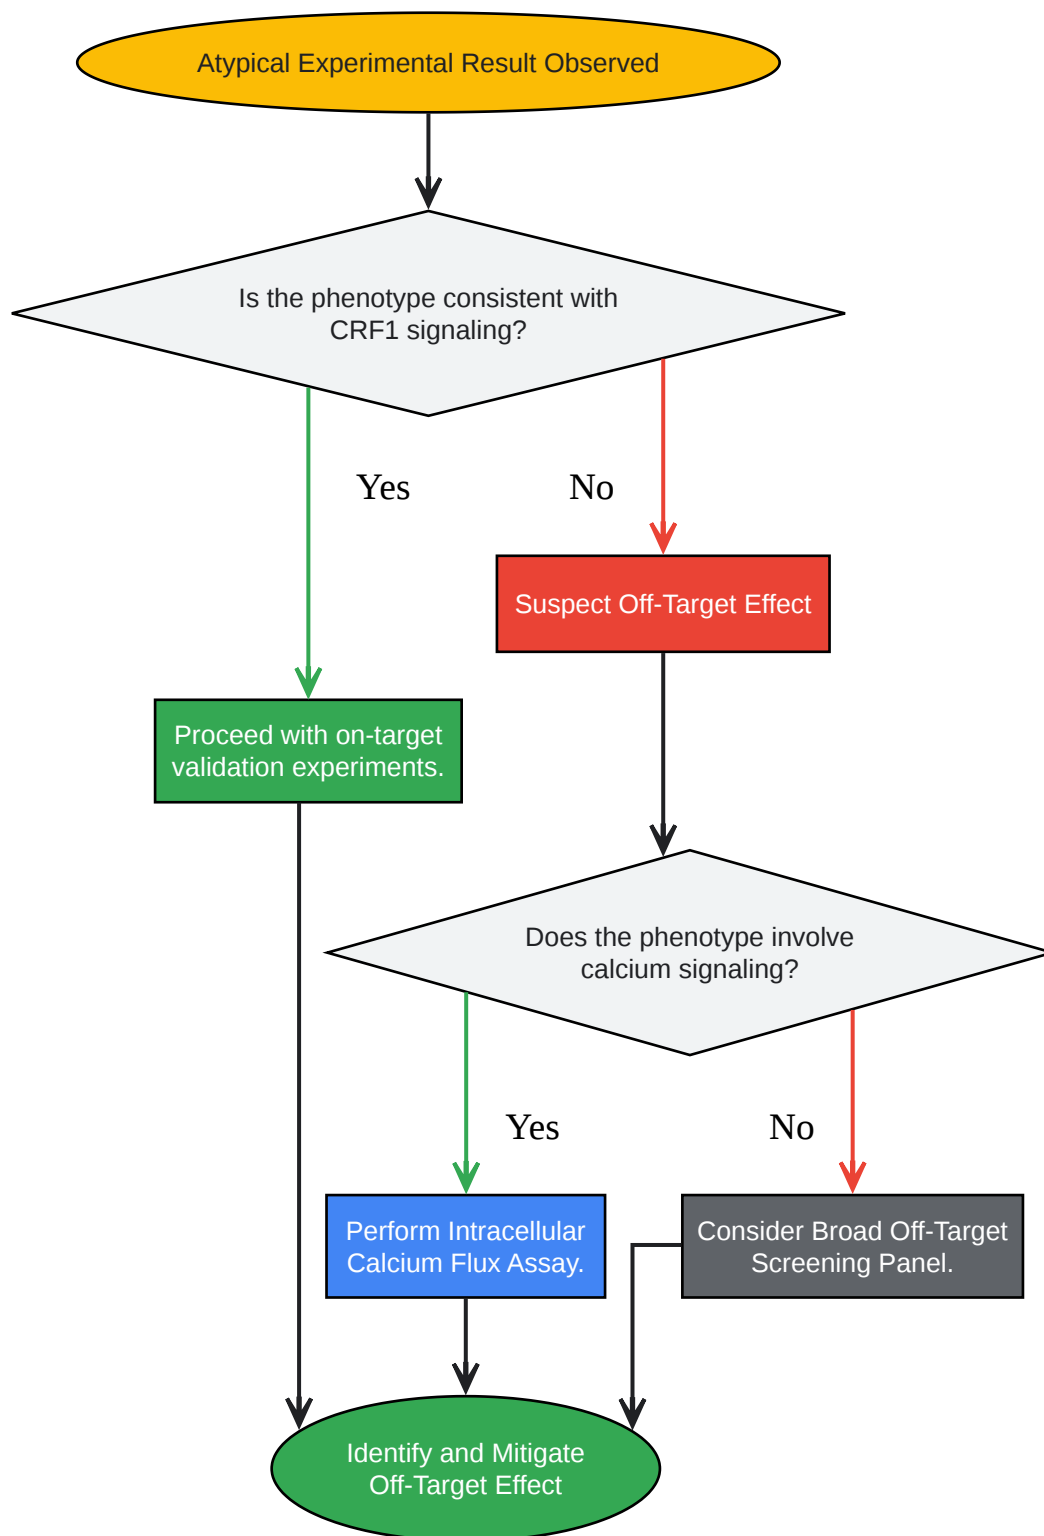 Atypical Experimental Result Observed
Is the phenotype consistent with
CRF1 signaling?
Yes
No
Suspect Off-Target Effect
Proceed with on-target
validation experiments.
Does the phenotype involve
calcium signaling?
Yes
No
Perform Intracellular
Calcium Flux Assay.
Consider Broad Off-Target
Screening Panel.
Identify and Mitigate
Off-Target Effect